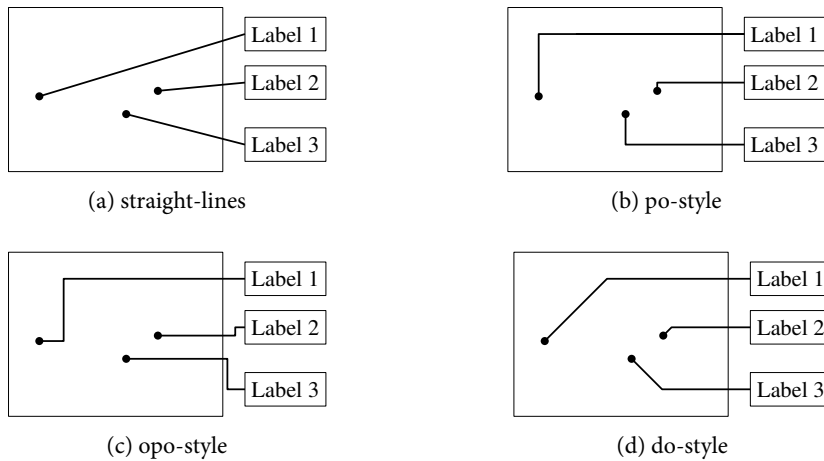 Label 1
Label 2
Label 3
(a) straight-lines
Label 1
Label 2
Label 3
(b) po-style
Label 1
Label 2
Label 3
(c) opo-style
Label 1
Label 2
Label 3
(d) do-style